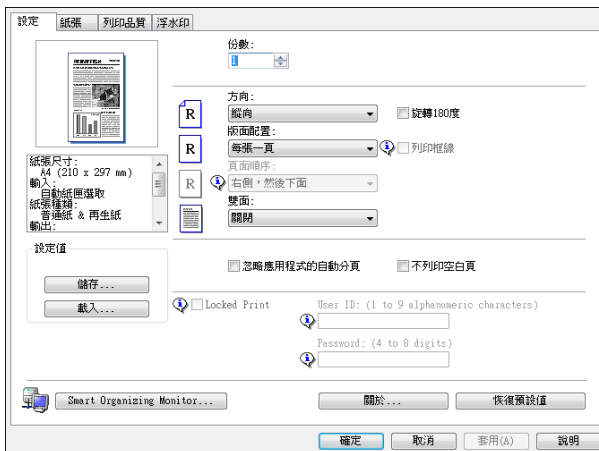 設定 紙張 列印品質 浮水印
份數:
1
方向:
縱向 旋轉180度
版面配置:
每張一頁 列印框線
頁面順序:
右側，然後下面
雙面:
關閉
紙張尺寸:
A4 (210 x 297 mm)
輸入:
自動紙匣選取
紙張種類:
普通紙 & 再生紙
輸出:
設定值
儲存...
載入...
忽略應用程式的自動分頁 不列印空白頁
Locked Print User ID: (1 to 9 alphanumeric characters)
Password: (4 to 8 digits)
Smart Organizing Monitor... 關於... 恢復預設值
確定 取消 套用(A) 說明